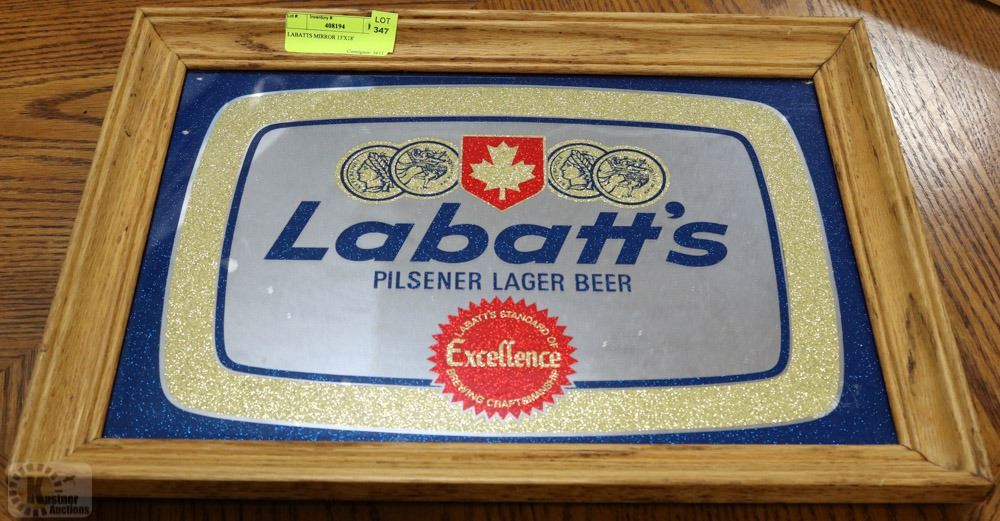 Lot #
Inventory #
408194
LOT
347
LABATTS MIRROR 13'X18'
Labatt's
PILSENER LAGER BEER
LABATT'S STANDARD OF
Excellence
BREWING CRAFTSMANSHIP
Kastner
Auctions